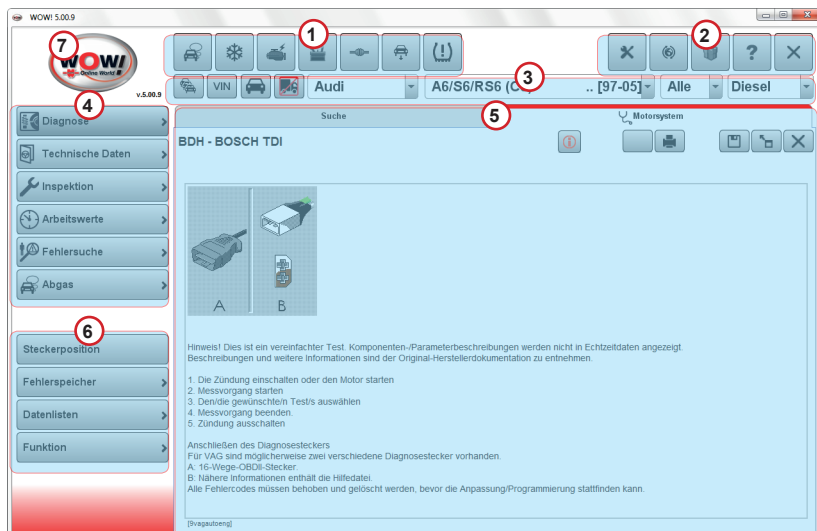 WOW! 5.00.9
1
2
7
WOW!
Online World
v.5.00.9
VIN
Audi
A6/S6/RS6 (C
.. [97-05]
Alle
Diesel
3
4
Diagnose
Technische Daten
Inspektion
Arbeitswerte
Fehlersuche
Abgas
6
Steckerposition
Fehlerspeicher
Datenlisten
Funktion
Suche
5
Motorsystem
BDH - BOSCH TDI
A
B
Hinweis! Dies ist ein vereinfachter Test. Komponenten-/Parameterbeschreibungen werden nicht in Echtzeitdaten angezeigt.
Beschreibungen und weitere Informationen sind der Original-Herstellerdokumentation zu entnehmen.
1. Die Zündung einschalten oder den Motor starten
2. Messvorgang starten
3. Den/die gewünschte/n Test/s auswählen
4. Messvorgang beenden.
5. Zündung ausschalten
Anschließen des Diagnosesteckers
Für VAG sind möglicherweise zwei verschiedene Diagnosestecker vorhanden.
A: 16-Wege-OBDII-Stecker.
B: Nähere Informationen enthält die Hilfedatei.
Alle Fehlercodes müssen behoben und gelöscht werden, bevor die Anpassung/Programmierung stattfinden kann.
[9vagautoeng]